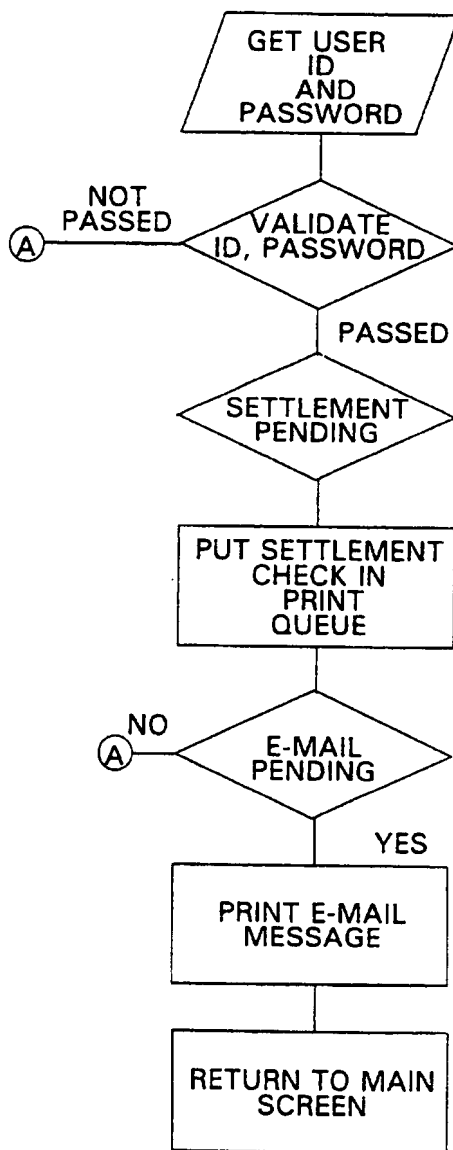 GET USER
ID
AND
PASSWORD
NOT
PASSED
A
VALIDATE
ID, PASSWORD
PASSED
SETTLEMENT
PENDING
PUT SETTLEMENT
CHECK IN
PRINT
QUEUE
NO
A
E-MAIL
PENDING
YES
PRINT E-MAIL
MESSAGE
RETURN TO MAIN
SCREEN